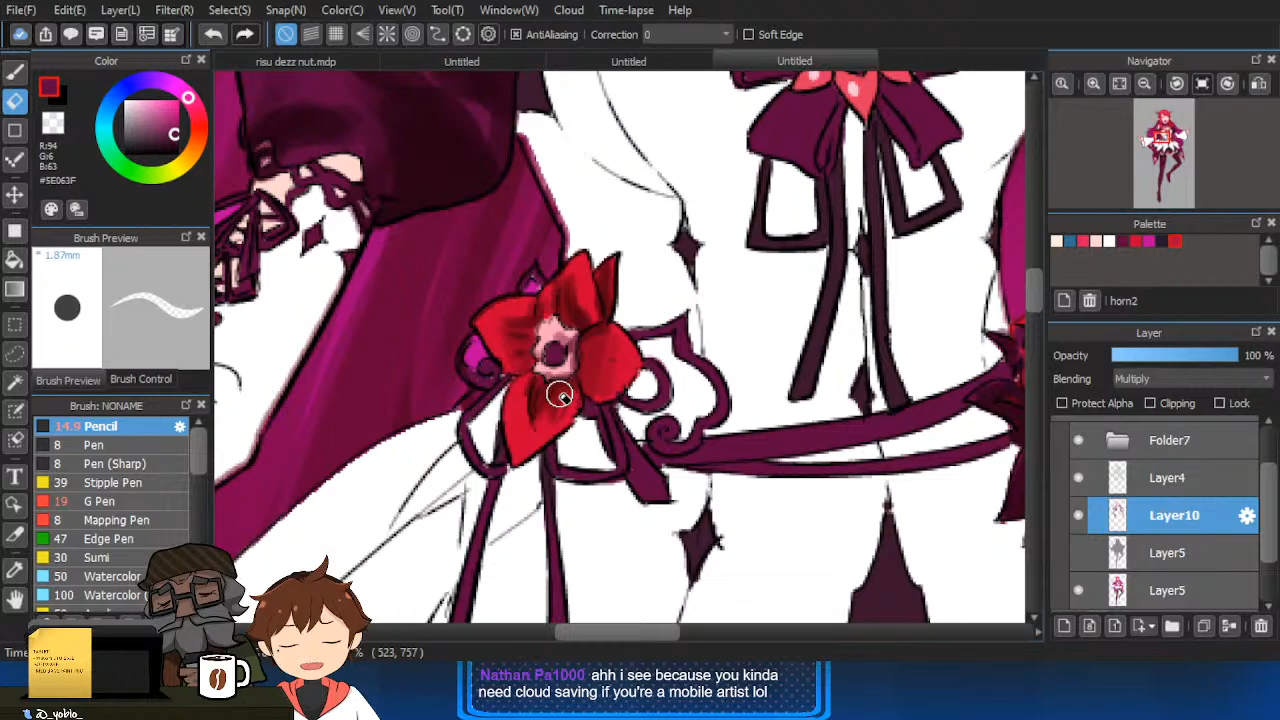 File(F) Edit(E) Layer(L) Filter(R) Select(S) Snap(N) Color(C) View(V) Tool(T) Window(W) Cloud Time-lapse Help
AntiAliasing Correction 0 Soft Edge
Color
risu dezz nut.mdp Untitled Untitled Untitled
Navigator
R:94
G:6
B:63
#5E063F
Brush Preview
1.87mm
Brush Preview Brush Control
Brush: NONAME
14.9 Pencil
8 Pen
8 Pen (Sharp)
39 Stipple Pen
19 G Pen
8 Mapping Pen
47 Edge Pen
30 Sumi
50 Watercolor
100 Watercolor
Palette
horn2
Layer
Opacity 100 %
Blending Multiply
Protect Alpha Clipping Lock
Folder7
Layer4
Layer10
Layer5
Layer5
% ( 523, 757 )
Nathan Pa1000 ahh i see because you kinda
need cloud saving if you're a mobile artist lol